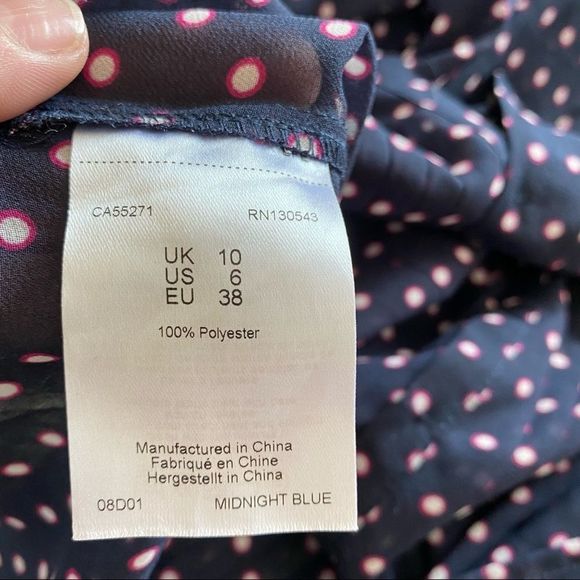 CA55271 RN130543
UK 10
US 6
EU 38
100% Polyester
Manufactured in China
Fabriqué en Chine
Hergestellt in China
08D01 MIDNIGHT BLUE